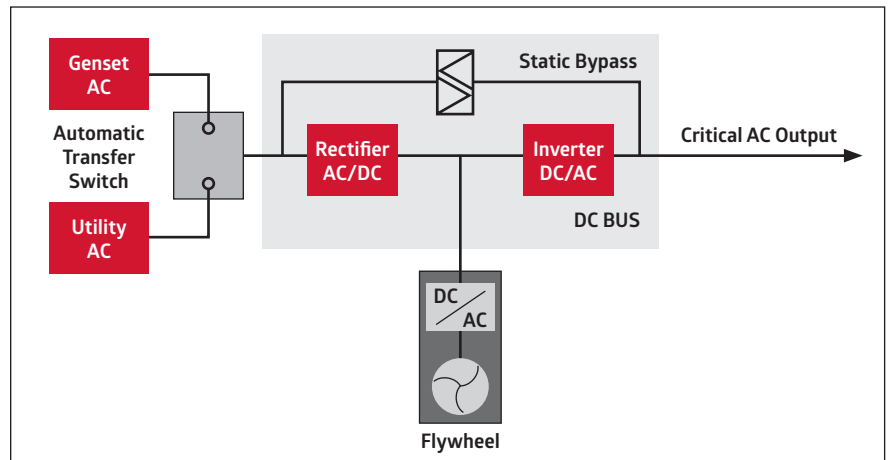 Genset
AC
Automatic
Transfer
Switch
Utility
AC
Static Bypass
Rectifier
AC/DC
Inverter
DC/AC
DC BUS
Critical AC Output
DC
AC
Flywheel